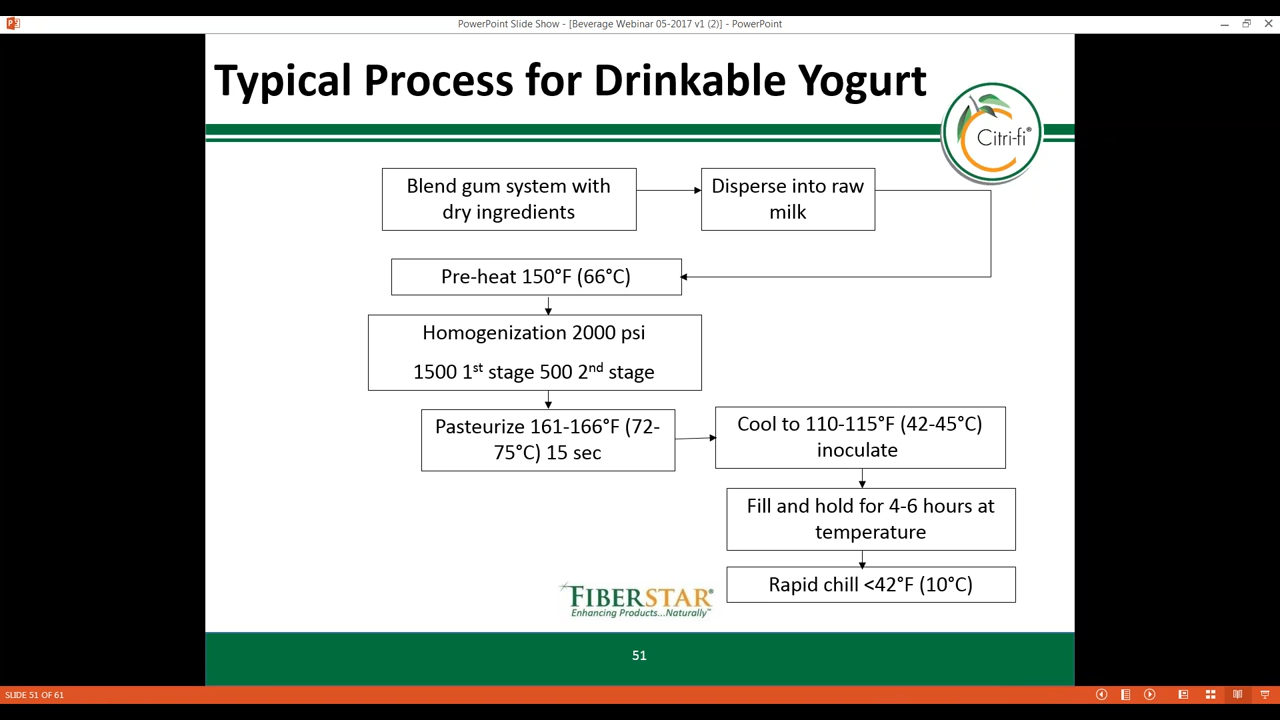 PowerPoint Slide Show - [Beverage Webinar 05-2017 v1 (2)] - PowerPoint
Typical Process for Drinkable Yogurt
Citri-fi®
Blend gum system with
dry ingredients
Disperse into raw
milk
Pre-heat 150°F (66°C)
Homogenization 2000 psi
1500 1st stage 500 2nd stage
Pasteurize 161-166°F (72-
75°C) 15 sec
Cool to 110-115°F (42-45°C)
inoculate
Fill and hold for 4-6 hours at
temperature
Rapid chill <42°F (10°C)
FIBERSTAR®
Enhancing Products...Naturally™
51
SLIDE 51 OF 61